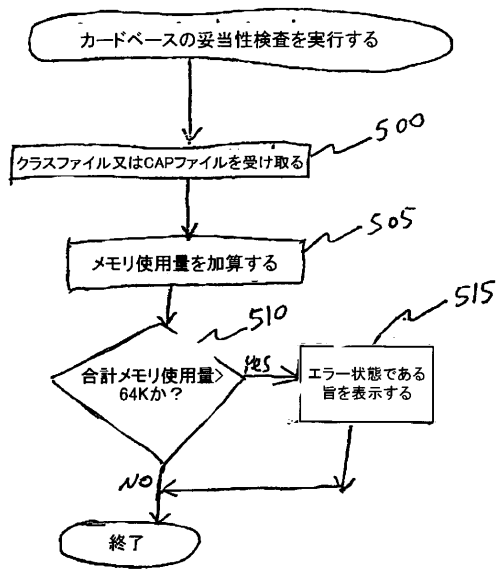 カードベースの妥当性検査を実行する
500
クラスファイル又はCAPファイルを受け取る
505
メモリ使用量を加算する
510
515
合計メモリ使用量>
64Kか？
yes
エラー状態である
旨を表示する
NO
終了